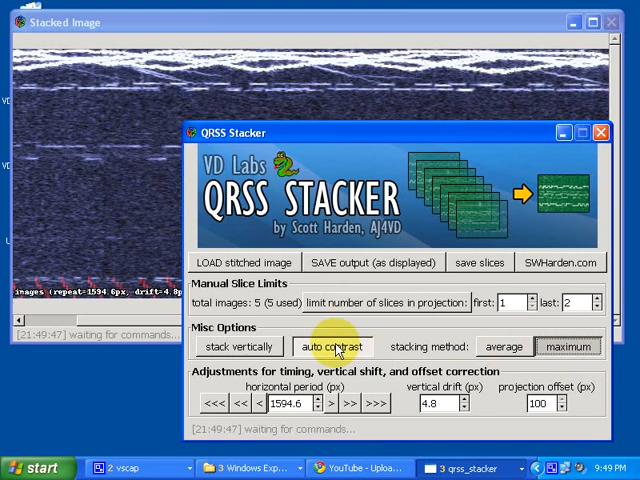 Stacked Image
VD
VD
QRSS Stacker
VD Labs
QRSS STACKER
by Scott Harden, AJ4VD
LOAD stitched image
SAVE output (as displayed)
save slices
SWHarden.com
Manual Slice Limits
total images: 5 (5 used)
limit number of slices in projection:
first:
1
last:
2
images (repeat=1594.6px, drift=4.8p
[21:49:47] waiting for commands...
Misc Options
stack vertically
auto contrast
stacking method:
average
maximum
Adjustments for timing, vertical shift, and offset correction
horizontal period (px)
vertical drift (px)
projection offset (px)
<<<
<<
<
1594.6
>
>>
>>>
4.8
100
[21:49:47] waiting for commands...
start
2 vscap
3 Windows Exp...
YouTube - Uploa...
3 qrss_stacker
9:49 PM